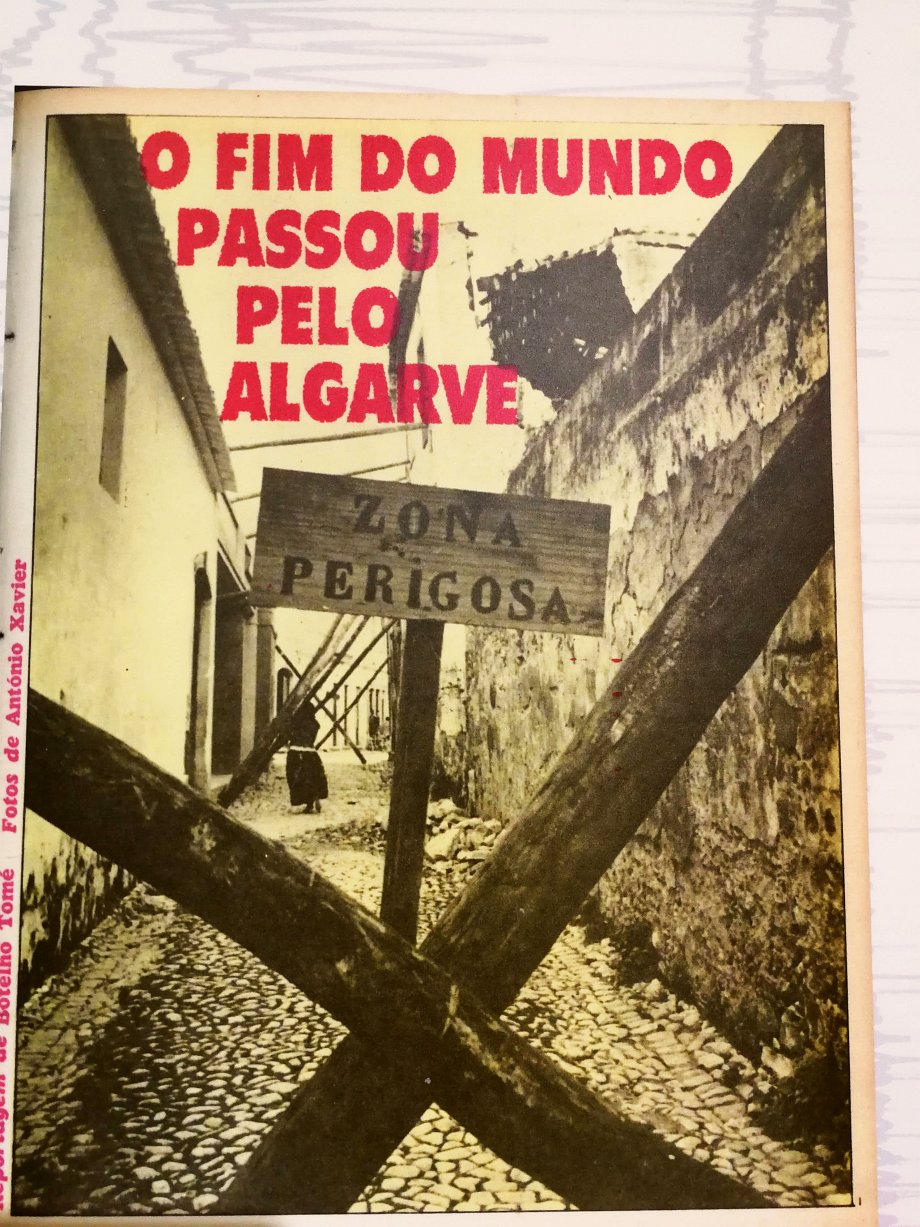 O FIM DO MUNDO
PASSOU
PELO
ALGARVE
ZONA
PERIGOSA
Reportagem de Botelho Tomé Fotos de António Xavier